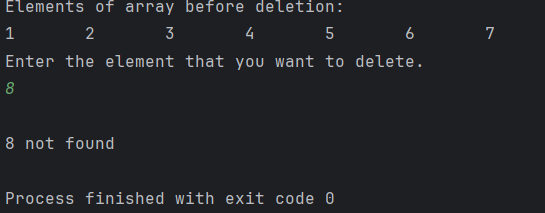 Elements of array before deletion:
1 2 3 4 5 6 7
Enter the element that you want to delete.
8
8 not found
Process finished with exit code 0